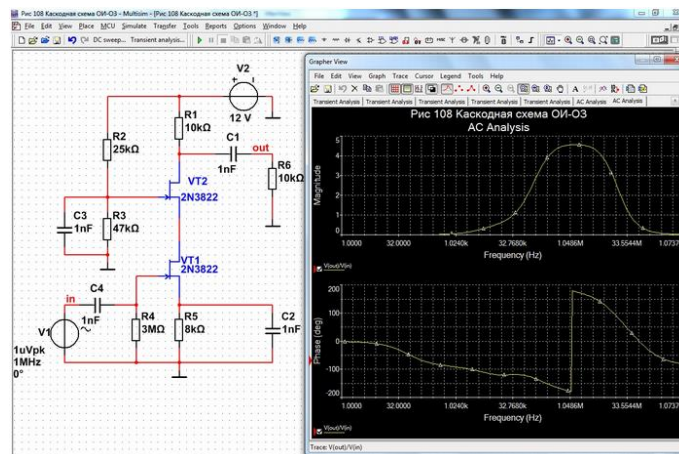 Рис 108 Каскодная схема ОИ-ОЗ - Multisim - [Рис 108 Каскодная схема ОИ-ОЗ *]
File Edit View Place MCU Simulate Transfer Tools Reports Options Window Help
DC sweep... Transient analysis...
V2
12 V
R1
10kΩ
R2
25kΩ
C1
1nF
out
R6
10kΩ
VT2
2N3822
C3
1nF
R3
47kΩ
VT1
2N3822
in
C4
1nF
V1
1uVpk
1MHz
0°
R4
3MΩ
R5
8kΩ
C2
1nF
Grapher View
File Edit View Graph Trace Cursor Legend Tools Help
Transient Analysis Transient Analysis Transient Analysis Transient Analysis AC Analysis AC Analysis
Рис 108 Каскодная схема ОИ-ОЗ
AC Analysis
Magnitude
5
4
3
2
1
0
1.0000 32.0000 1.0240k 32.7680k 1.0486M 33.5544M 1.0737
Frequency (Hz)
V(out)/V(in)
Phase (deg)
200
100
0
-100
-200
1.0000 32.0000 1.0240k 32.7680k 1.0486M 33.5544M 1.0737
Frequency (Hz)
V(out)/V(in)
Trace: V(out)/V(in)